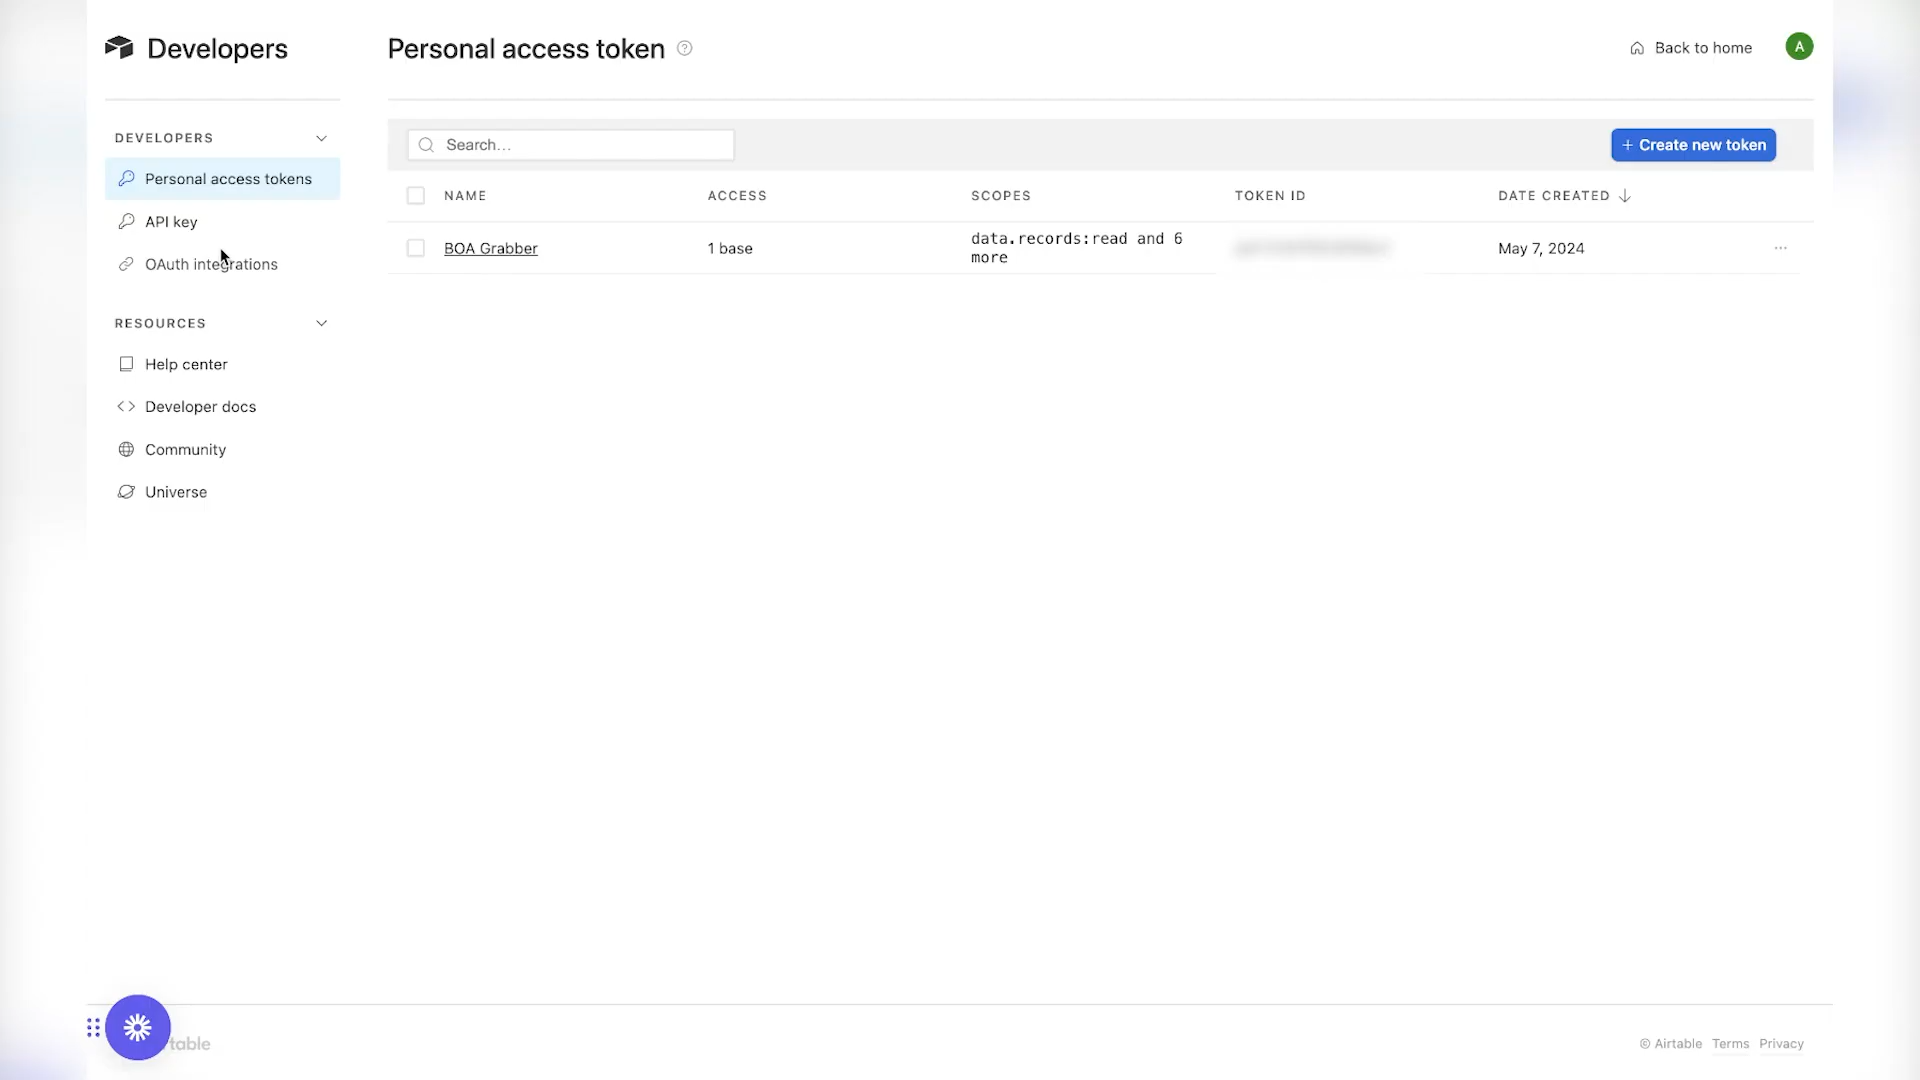 Developers
Personal access token
Back to home
A
DEVELOPERS
Personal access tokens
API key
OAuth integrations
RESOURCES
Help center
Developer docs
Community
Universe
Search...
+ Create new token
NAME
ACCESS
SCOPES
TOKEN ID
DATE CREATED
BOA Grabber
1 base
data.records:read and 6
more
May 7, 2024
table
© Airtable
Terms
Privacy